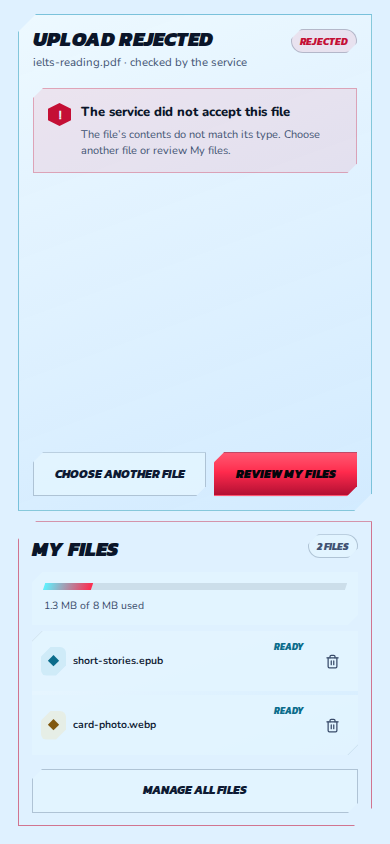 UPLOAD REJECTED
REJECTED
ielts-reading.pdf · checked by the service
!
The service did not accept this file
The file’s contents do not match its type. Choose
another file or review My files.
CHOOSE ANOTHER FILE
REVIEW MY FILES
MY FILES
2 FILES
1.3 MB of 8 MB used
READY
short-stories.epub
READY
card-photo.webp
MANAGE ALL FILES